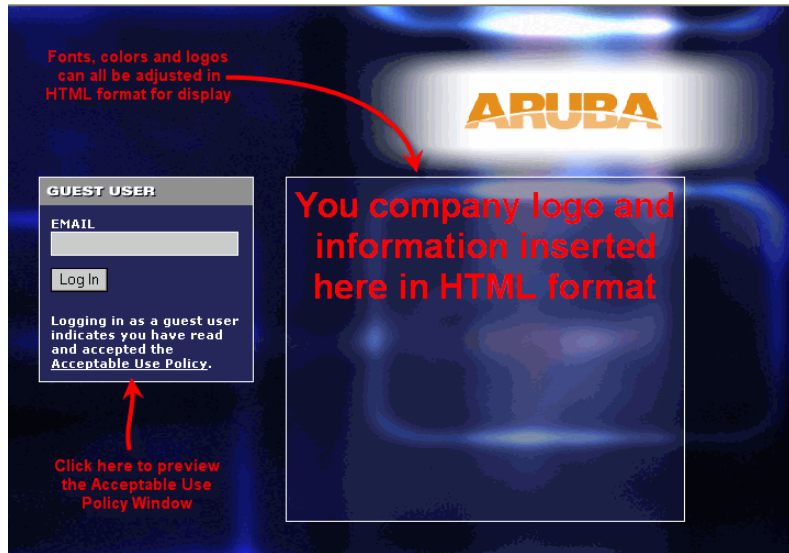 Fonts, colors and logos
can all be adjusted in
HTML format for display
ARUBA
GUEST USER
EMAIL
Log In
Logging in as a guest user
indicates you have read
and accepted the
Acceptable Use Policy.
You company logo and
information inserted
here in HTML format
Click here to preview
the Acceptable Use
Policy Window